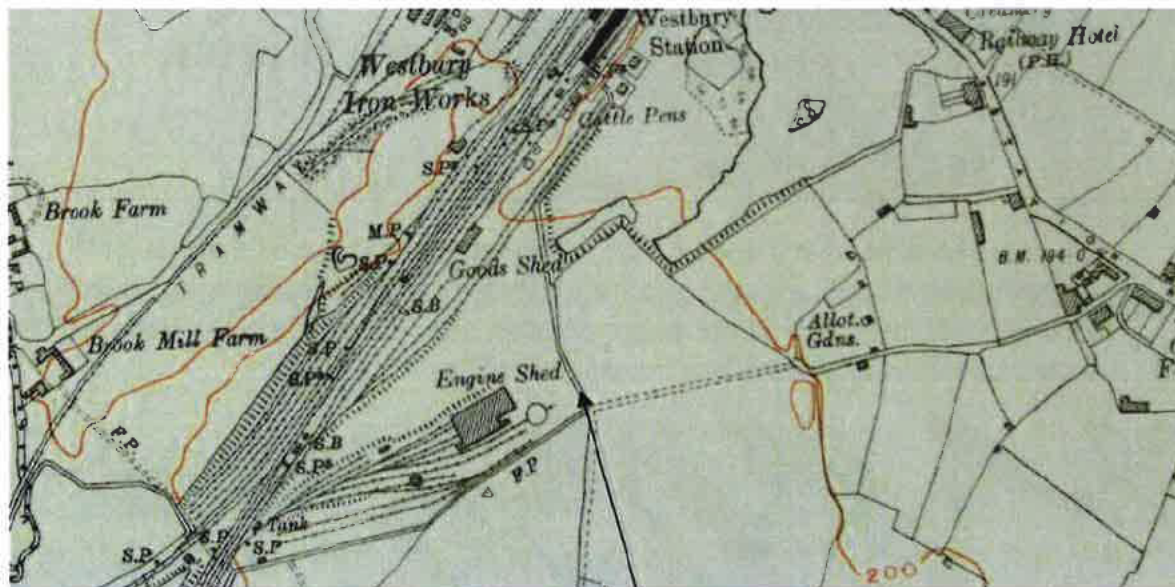 Westbury
Station
Railway Hotel
(P.H.)
191
Westbury
Iron Works
Cattle Pens
S.P.
S.P.
Brook Farm
TRAMWAY
M.P.
S.P.
Goods Shed
B.M. 194·0
S.B
Allot.
Gdns.
Brook Mill Farm
S.P.
S.P.
Engine Shed
F.P.
S.B
S.P.
F.P.
Tank
S.P.
S.P.
S.P.
200